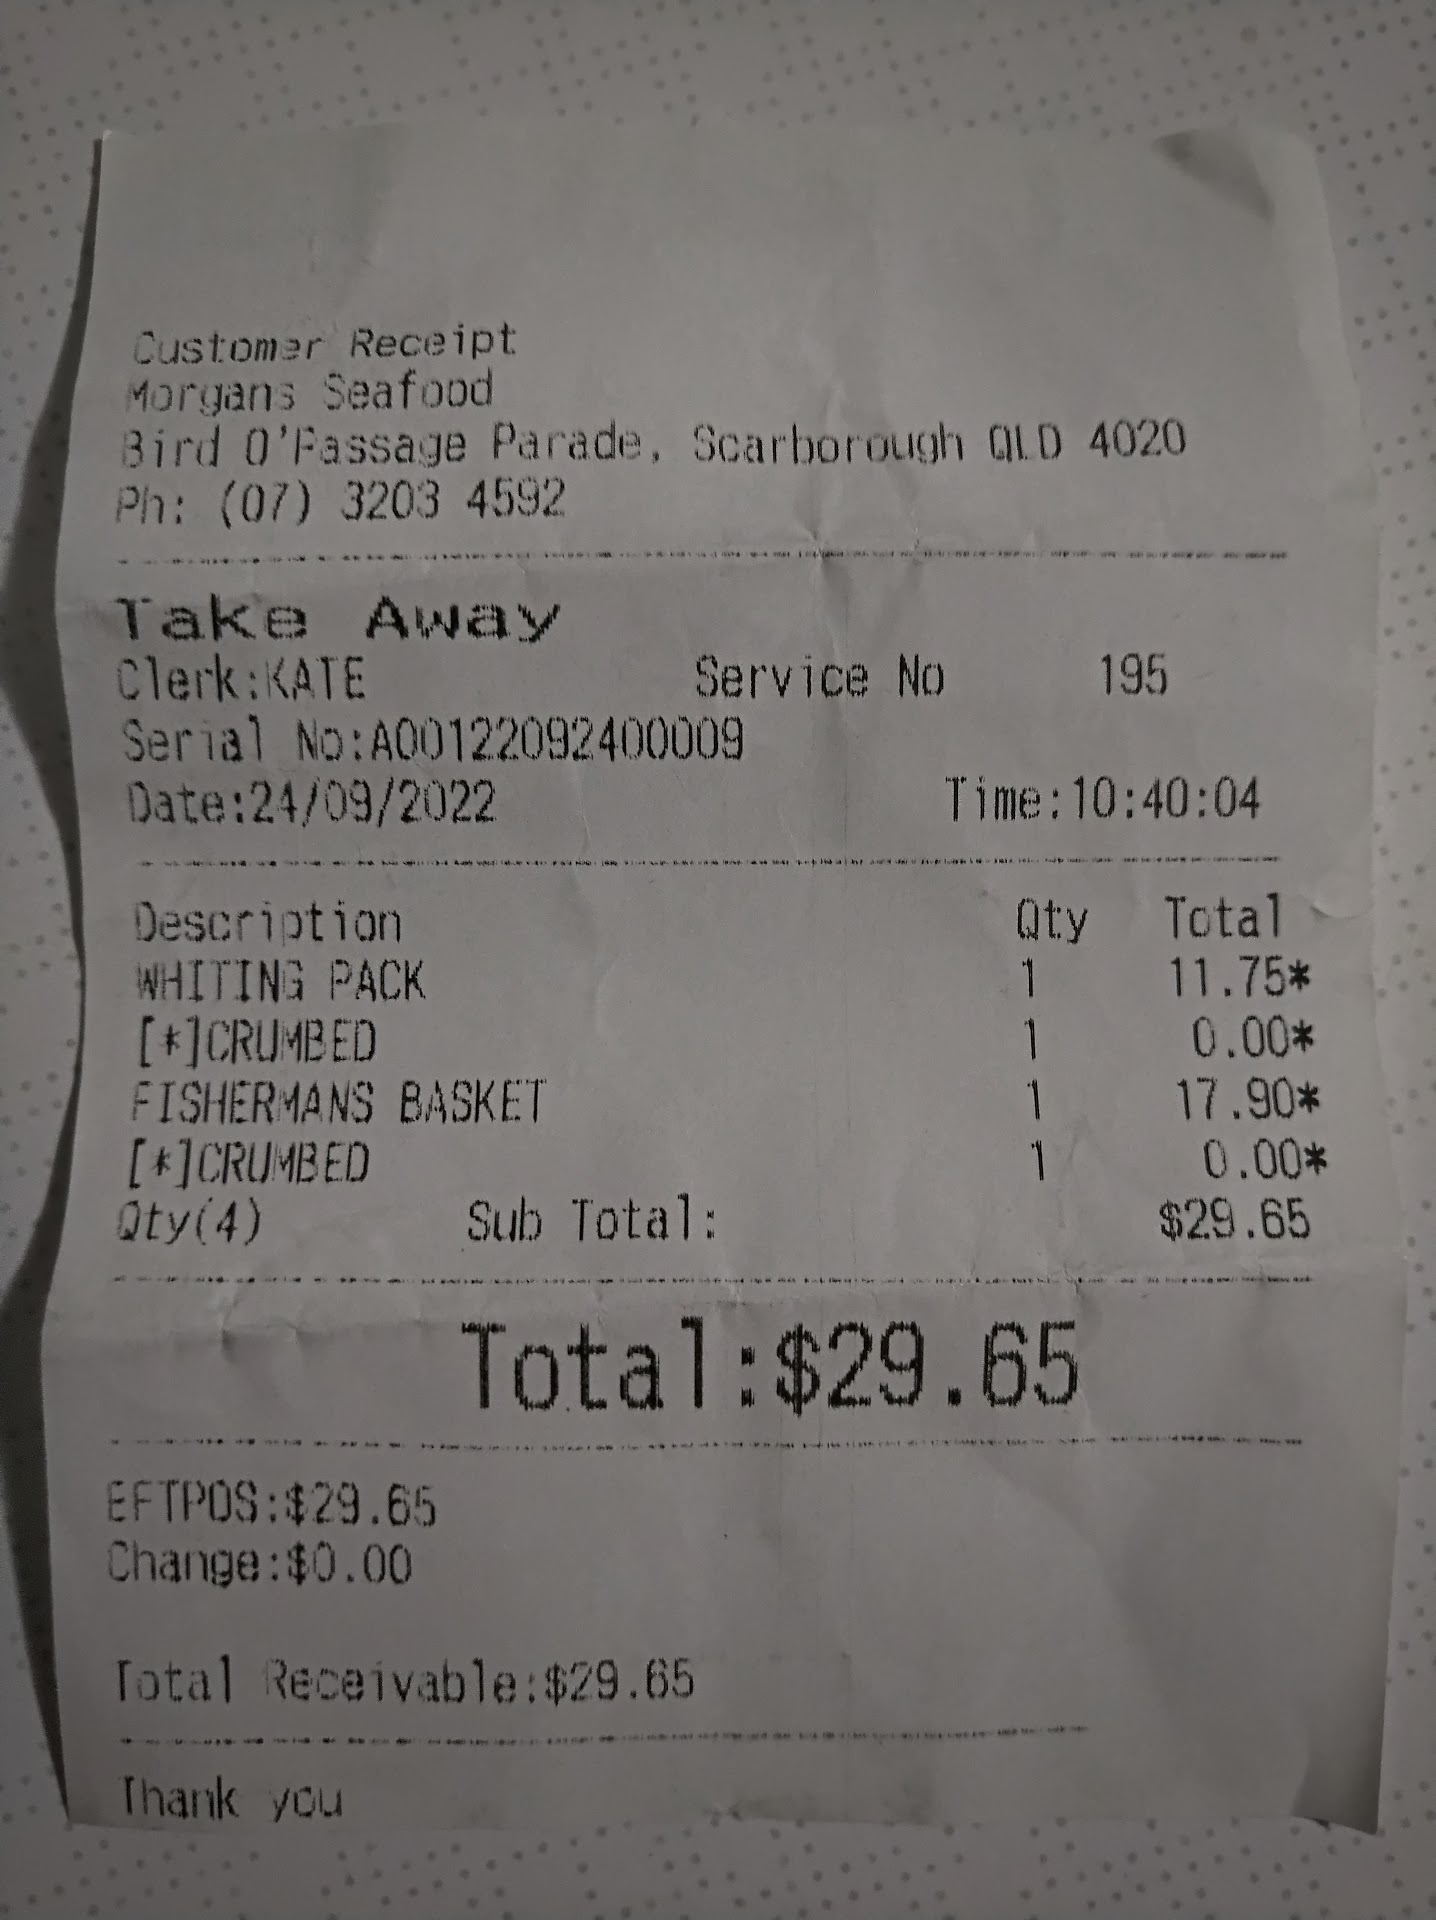 Customer Receipt
Morgans Seafood
Bird O'Passage Parade, Scarborough QLD 4020
Ph: (07) 3203 4592
Take Away
Clerk:KATE Service No 195
Serial No:A00122092400009
Date:24/09/2022 Time:10:40:04
Description Qty Total
WHITING PACK 1 11.75*
[*]CRUMBED 1 0.00*
FISHERMANS BASKET 1 17.90*
[*]CRUMBED 1 0.00*
Qty(4) Sub Total: $29.65
Total:$29.65
EFTPOS:$29.65
Change:$0.00
Total Receivable:$29.65
Thank you